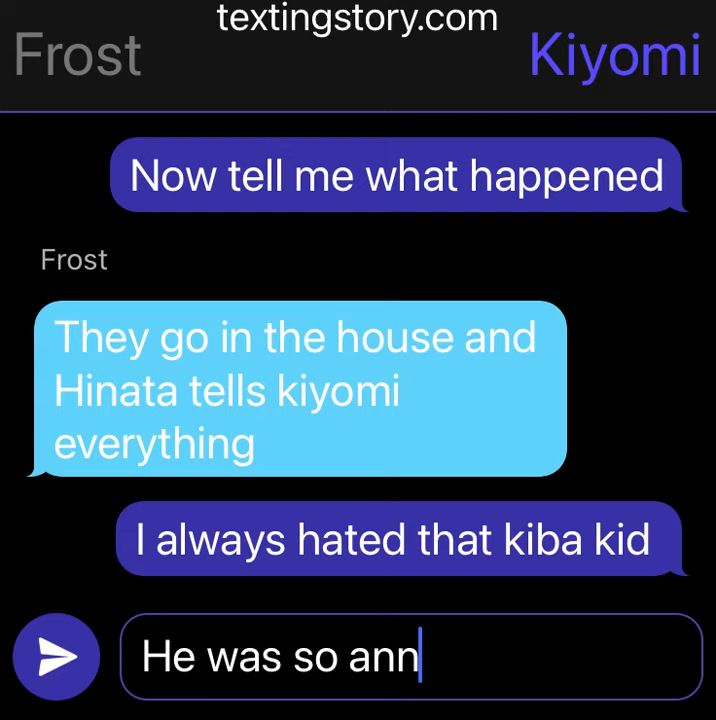 textingstory.com
Frost Kiyomi
Now tell me what happened
Frost
They go in the house and
Hinata tells kiyomi
everything
I always hated that kiba kid
He was so ann